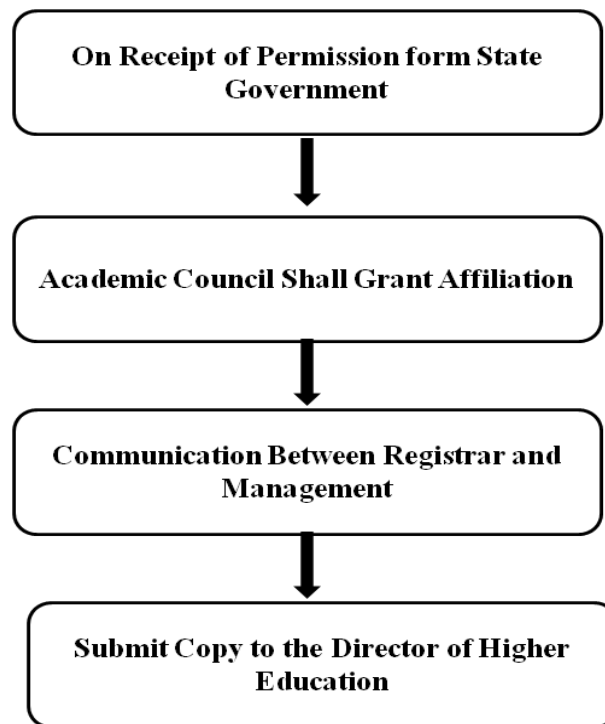 On Receipt of Permission form State
Government
Academic Council Shall Grant Affiliation
Communication Between Registrar and
Management
Submit Copy to the Director of Higher
Education